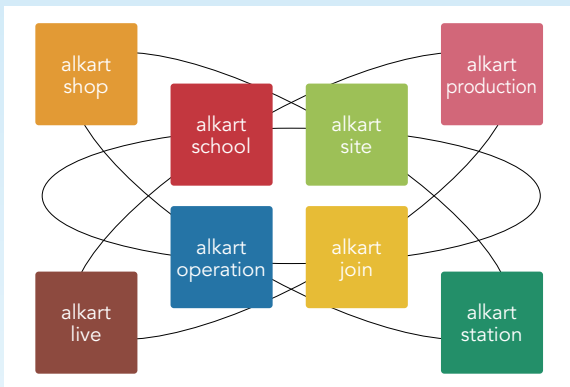 alkart
shop
alkart
production
alkart
school
alkart
site
alkart
operation
alkart
join
alkart
live
alkart
station